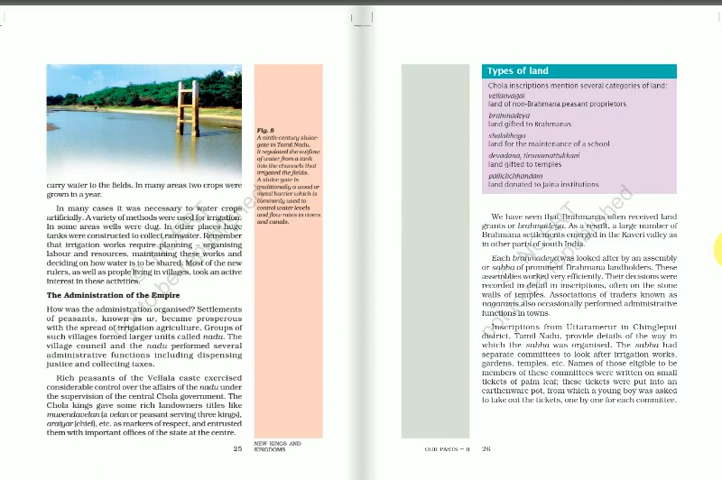 Fig. 8
A ninth-century sluice-
gate in Tamil Nadu.
It regulated the outflow
of water from a tank
into the channels that
irrigated the fields.
A sluice gate is
traditionally a wood or
metal barrier which is
commonly used to
control water levels
and flow rates in rivers
and canals.
carry water to the fields. In many areas two crops were
grown in a year.
In many cases it was necessary to water crops
artificially. A variety of methods were used for irrigation.
In some areas wells were dug. In other places huge
tanks were constructed to collect rainwater. Remember
that irrigation works require planning – organising
labour and resources, maintaining these works and
deciding on how water is to be shared. Most of the new
rulers, as well as people living in villages, took an active
interest in these activities.
The Administration of the Empire
How was the administration organised? Settlements
of peasants, known as ur, became prosperous
with the spread of irrigation agriculture. Groups of
such villages formed larger units called nadu. The
village council and the nadu performed several
administrative functions including dispensing
justice and collecting taxes.
Rich peasants of the Vellala caste exercised
considerable control over the affairs of the nadu under
the supervision of the central Chola government. The
Chola kings gave some rich landowners titles like
muvendavelan (a velan or peasant serving three kings),
araiyar (chief), etc. as markers of respect, and entrusted
them with important offices of the state at the centre.
25
NEW KINGS AND
KINGDOMS
Types of land
Chola inscriptions mention several categories of land:
vellanvagai
land of non-Brahmana peasant proprietors
brahmadeya
land gifted to Brahmanas
shalabhoga
land for the maintenance of a school
devadana, tirunamattukkani
land gifted to temples
pallichchhandam
land donated to Jaina institutions
We have seen that Brahmanas often received land
grants or brahmadeya. As a result, a large number of
Brahmana settlements emerged in the Kaveri valley as
in other parts of south India.
Each brahmadeya was looked after by an assembly
or sabha of prominent Brahmana landholders. These
assemblies worked very efficiently. Their decisions were
recorded in detail in inscriptions, often on the stone
walls of temples. Associations of traders known as
nagarams also occasionally performed administrative
functions in towns.
Inscriptions from Uttaramerur in Chingleput
district, Tamil Nadu, provide details of the way in
which the sabha was organised. The sabha had
separate committees to look after irrigation works,
gardens, temples, etc. Names of those eligible to be
members of these committees were written on small
tickets of palm leaf; these tickets were put into an
earthenware pot, from which a young boy was asked
to take out the tickets, one by one for each committee.
OUR PASTS – II 26